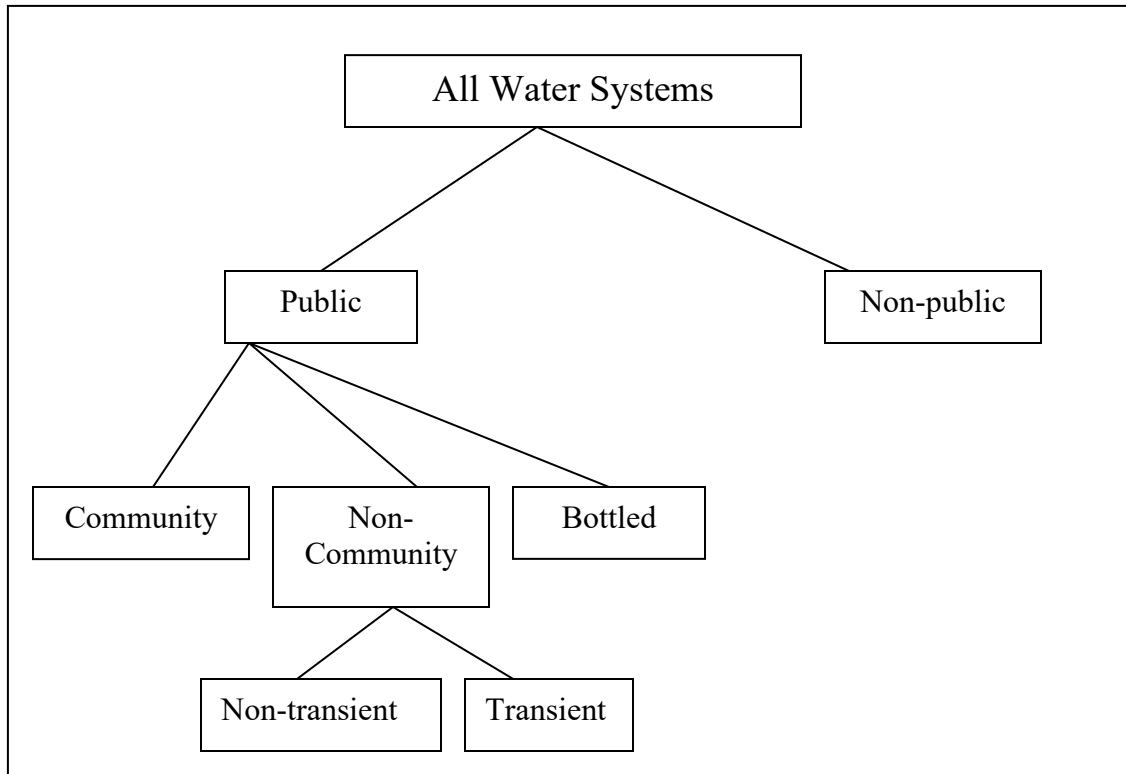 All Water Systems
Public
Non-public
Community
Non-
Community
Bottled
Non-transient
Transient